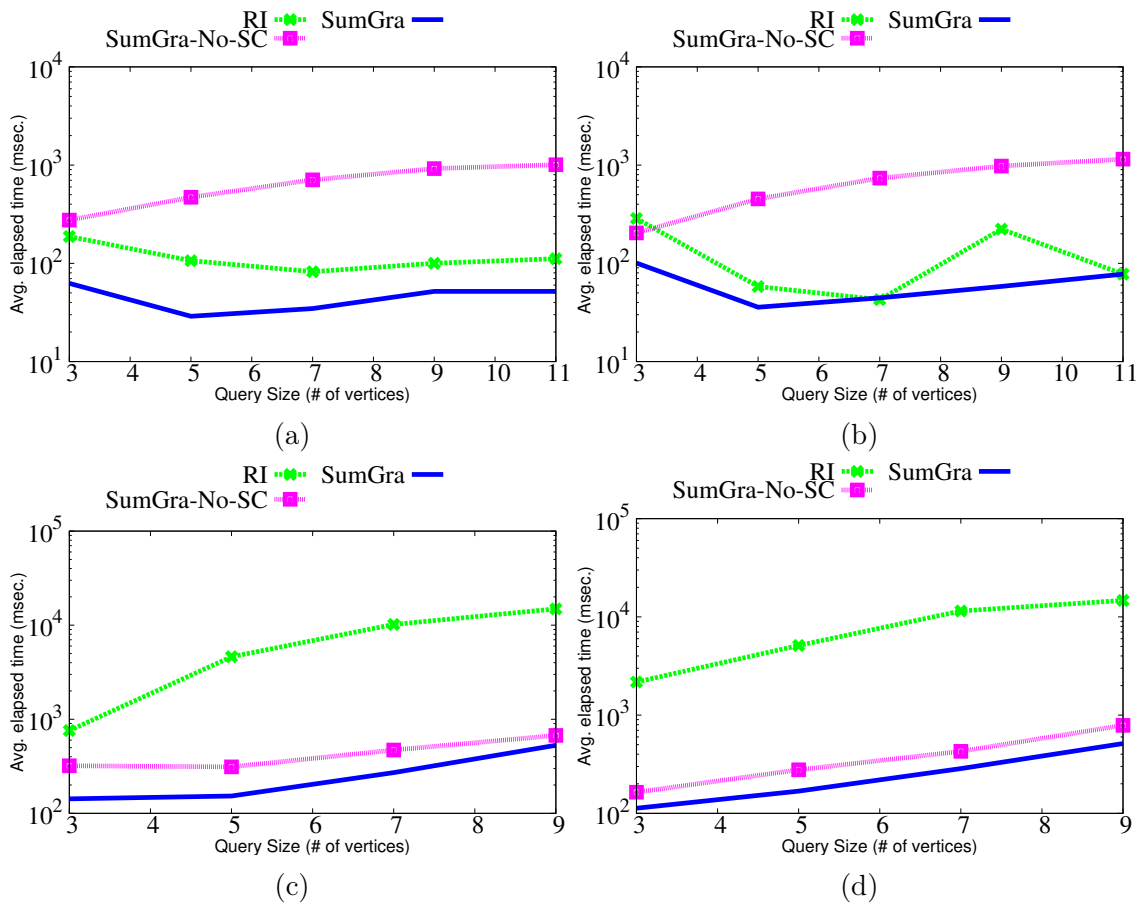 RI SumGra
SumGra-No-SC
10^4
10^3
10^2
10^1
Avg. elapsed time (msec.)
3 4 5 6 7 8 9 10 11
Query Size (# of vertices)
(a)
RI SumGra
SumGra-No-SC
10^4
10^3
10^2
10^1
Avg. elapsed time (msec.)
3 4 5 6 7 8 9 10 11
Query Size (# of vertices)
(b)
RI SumGra
SumGra-No-SC
10^5
10^4
10^3
10^2
Avg. elapsed time (msec.)
3 4 5 6 7 8 9
Query Size (# of vertices)
(c)
RI SumGra
SumGra-No-SC
10^5
10^4
10^3
10^2
Avg. elapsed time (msec.)
3 4 5 6 7 8 9
Query Size (# of vertices)
(d)